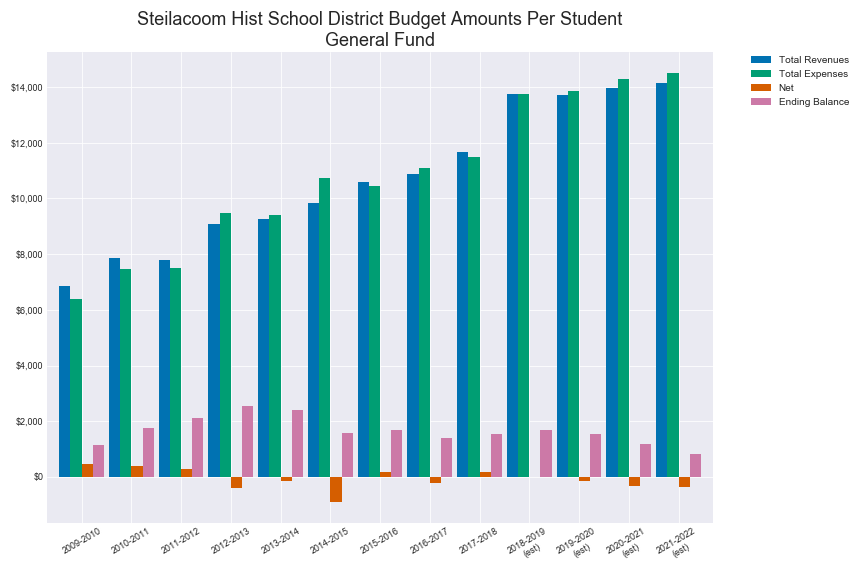 Steilacoom Hist School District Budget Amounts Per Student
General Fund
Total Revenues
Total Expenses
Net
Ending Balance
$14,000
$12,000
$10,000
$8,000
$6,000
$4,000
$2,000
$0
2009-2010
2010-2011
2011-2012
2012-2013
2013-2014
2014-2015
2015-2016
2016-2017
2017-2018
2018-2019
(est)
2019-2020
(est)
2020-2021
(est)
2021-2022
(est)